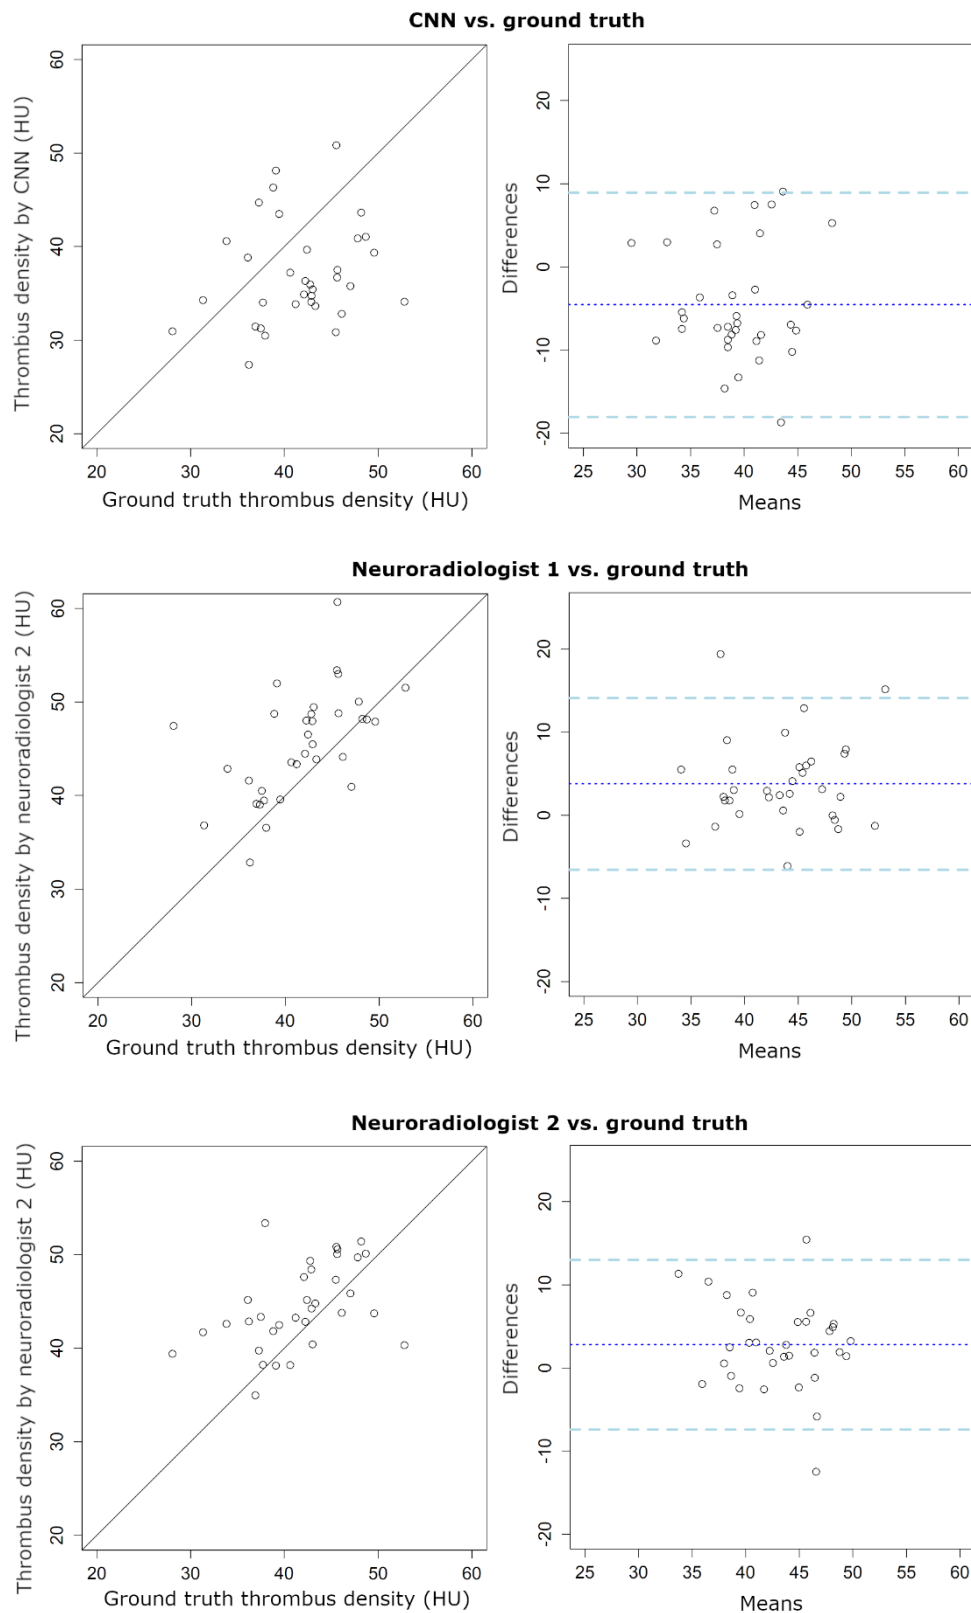 CNN vs. ground truth
Thrombus density by CNN (HU)
60
50
40
30
20
20 30 40 50 60
Ground truth thrombus density (HU)
Differences
20
10
0
-10
-20
25 30 35 40 45 50 55 60
Means
Neuroradiologist 1 vs. ground truth
Thrombus density by neuroradiologist 2 (HU)
60
50
40
30
20
20 30 40 50 60
Ground truth thrombus density (HU)
Differences
20
10
0
-10
-20
25 30 35 40 45 50 55 60
Means
Neuroradiologist 2 vs. ground truth
Thrombus density by neuroradiologist 2 (HU)
60
50
40
30
20
20 30 40 50 60
Ground truth thrombus density (HU)
Differences
20
10
0
-10
-20
25 30 35 40 45 50 55 60
Means